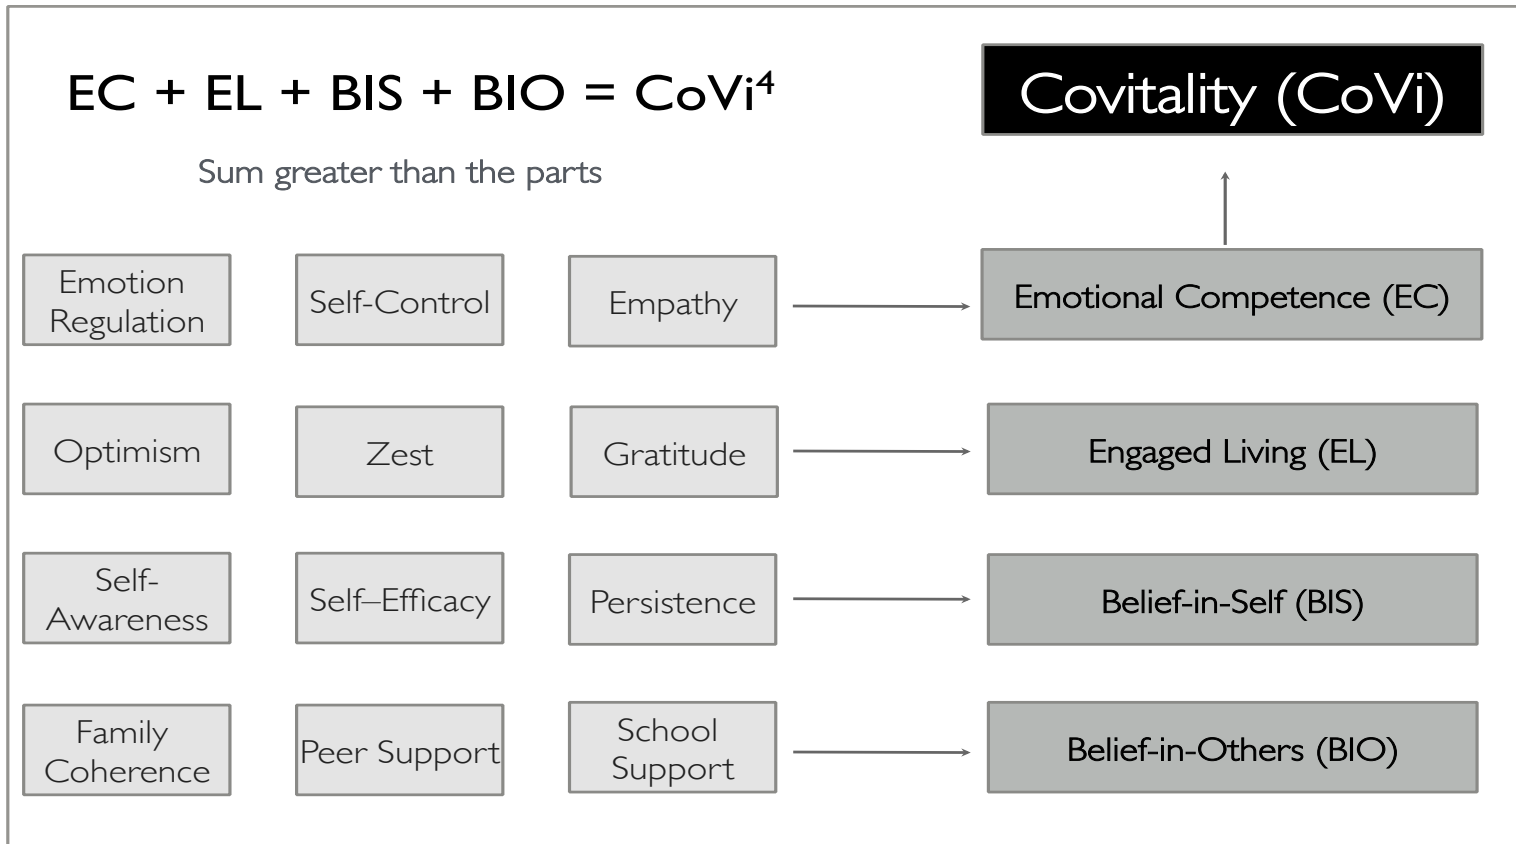 EC + EL + BIS + BIO = CoVi⁴
Covitality (CoVi)
Sum greater than the parts
Emotion
Regulation
Self-Control
Empathy
Emotional Competence (EC)
Optimism
Zest
Gratitude
Engaged Living (EL)
Self-
Awareness
Self–Efficacy
Persistence
Belief-in-Self (BIS)
Family
Coherence
Peer Support
School
Support
Belief-in-Others (BIO)